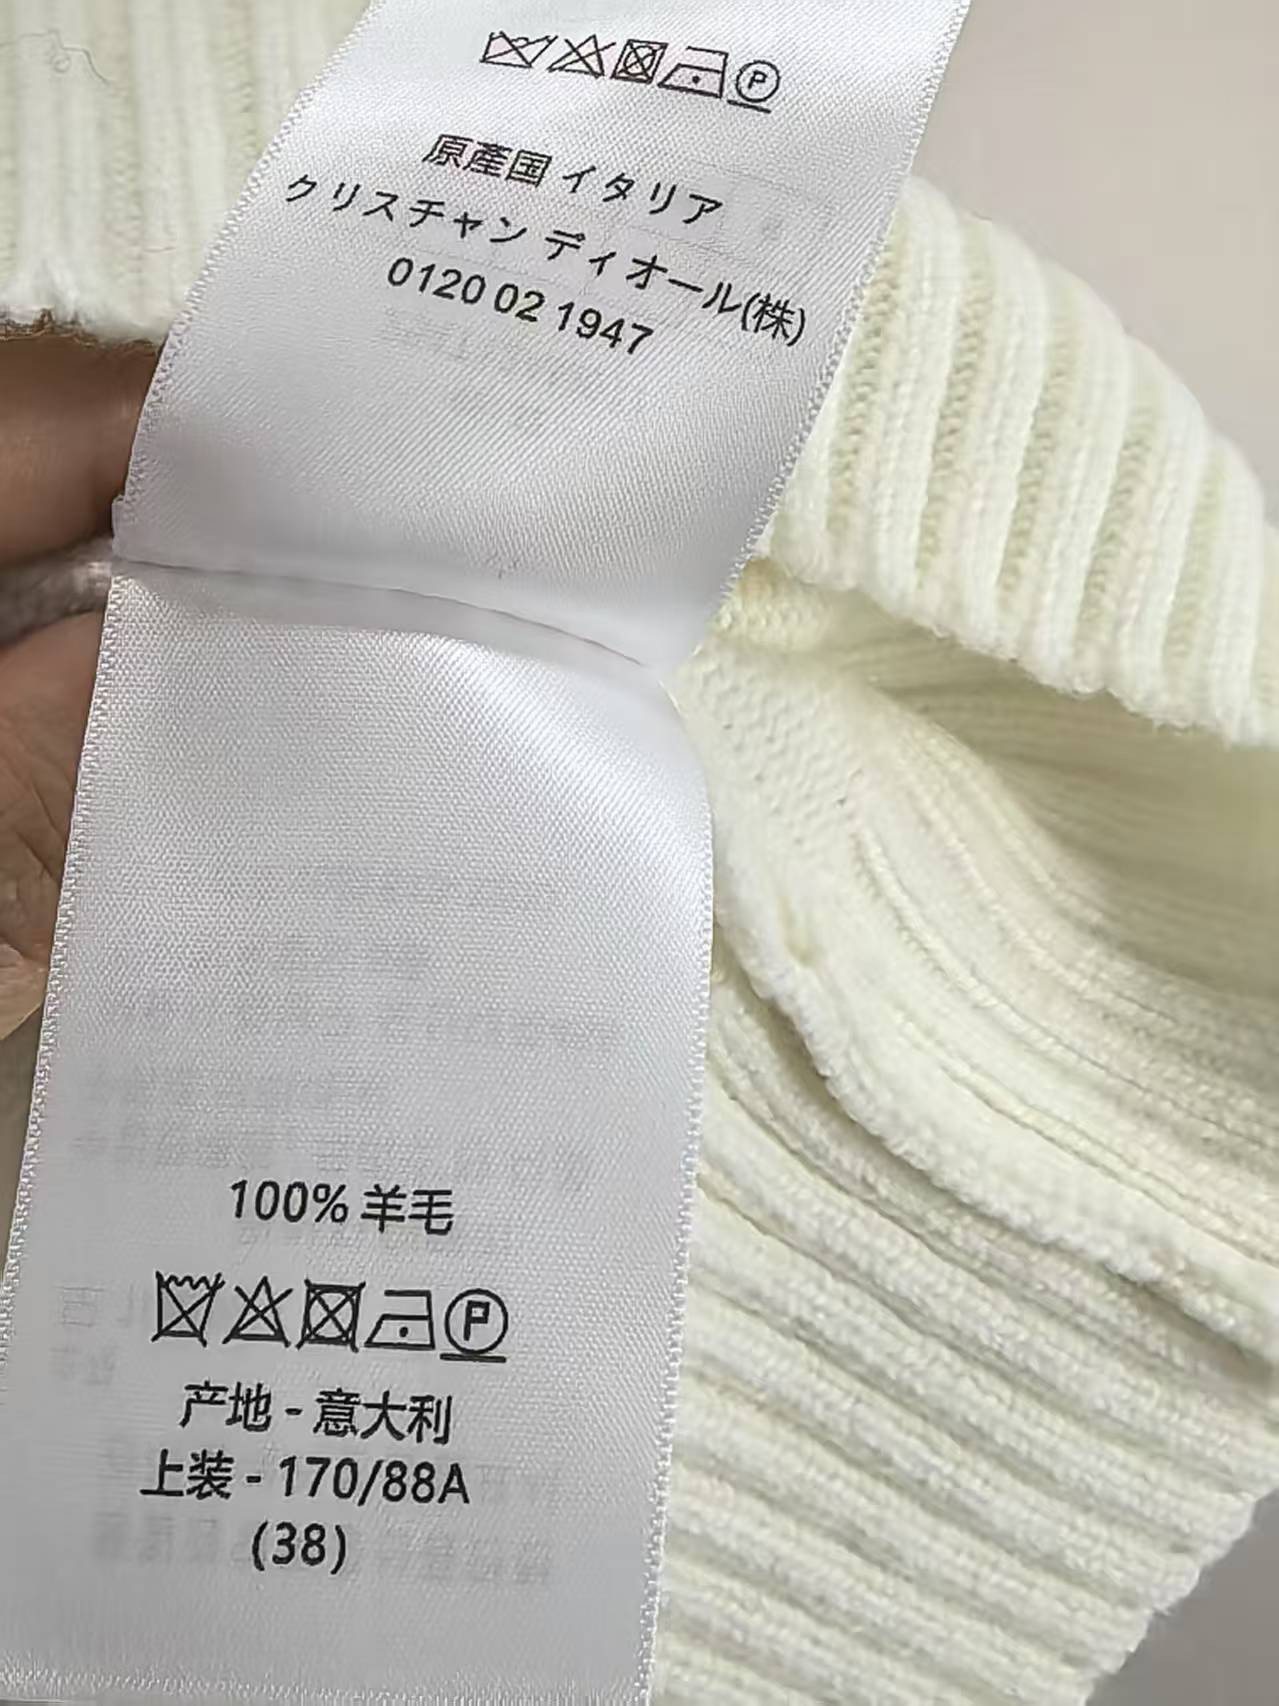 原産国 イタリア
クリスチャン ディオール(株)
0120 02 1947
100% 羊毛
产地 - 意大利
上装 - 170/88A
(38)